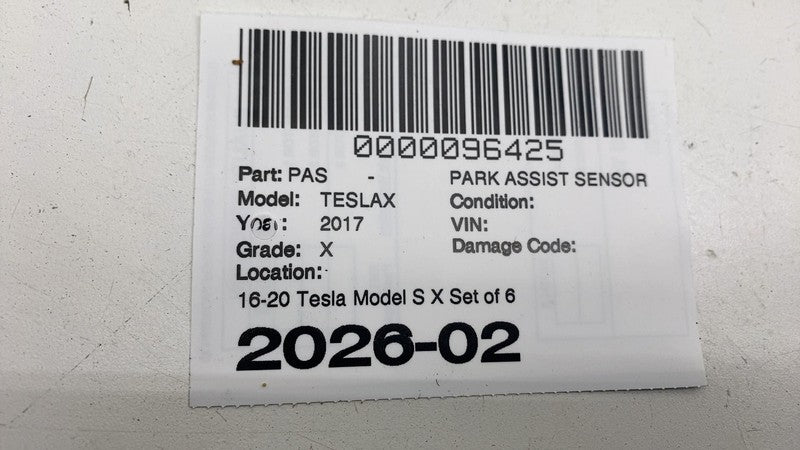 0000096425
Part: PAS - PARK ASSIST SENSOR
Model: TESLAX Condition:
Year: 2017 VIN:
Grade: X Damage Code:
Location:
16-20 Tesla Model S X Set of 6
2026-02